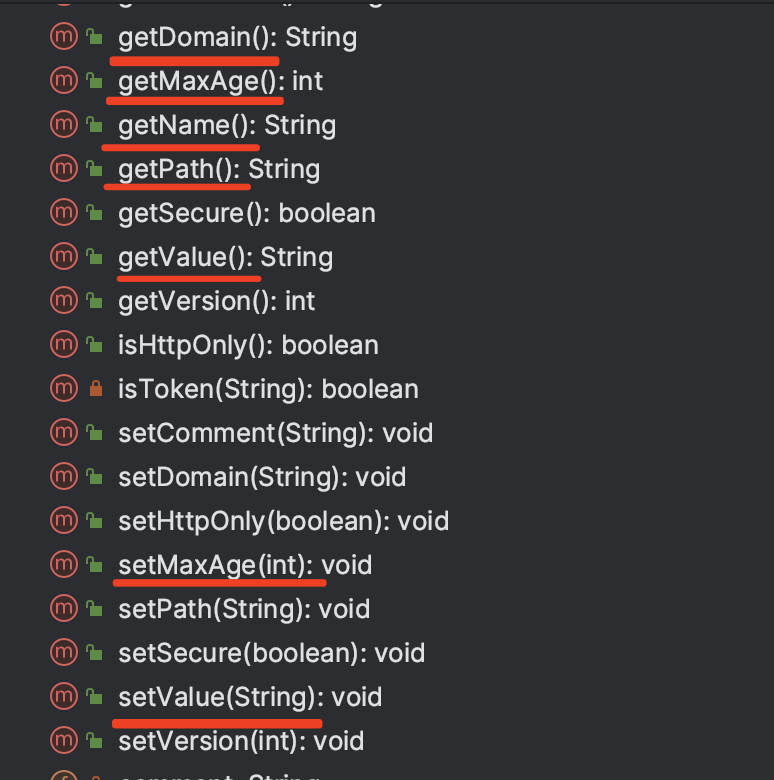 m getDomain(): String
m getMaxAge(): int
m getName(): String
m getPath(): String
m getSecure(): boolean
m getValue(): String
m getVersion(): int
m isHttpOnly(): boolean
m isToken(String): boolean
m setComment(String): void
m setDomain(String): void
m setHttpOnly(boolean): void
m setMaxAge(int): void
m setPath(String): void
m setSecure(boolean): void
m setValue(String): void
m setVersion(int): void
comment: String